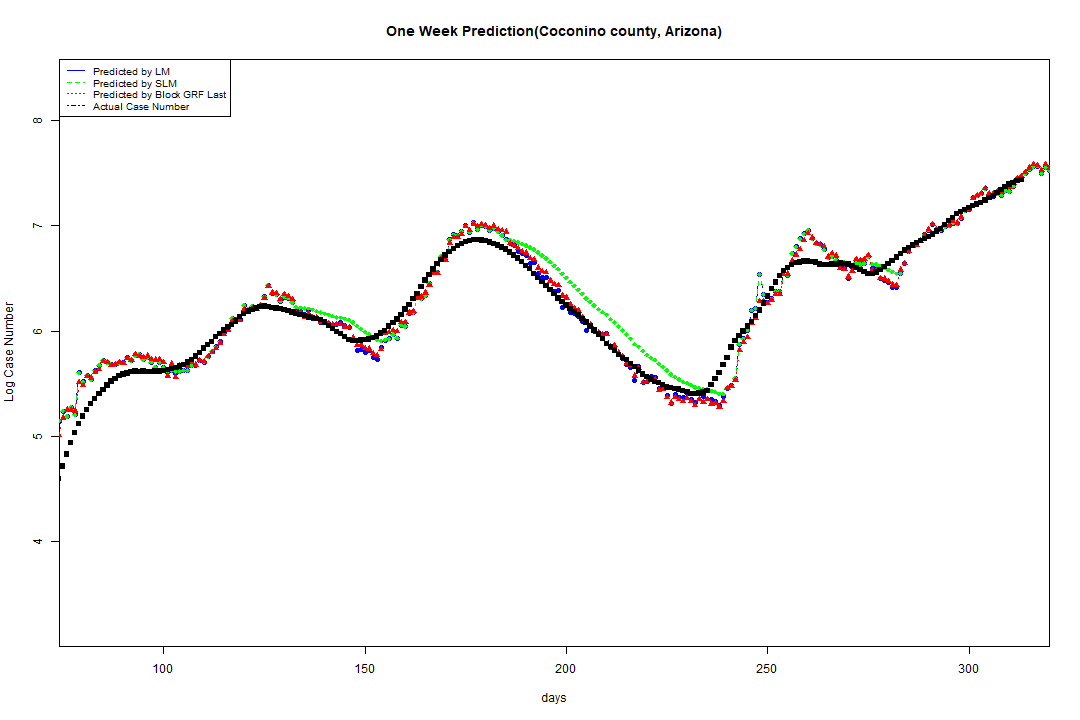 One Week Prediction(Coconino county, Arizona)
Predicted by LM
Predicted by SLM
Predicted by Block GRF Last
Actual Case Number
Log Case Number
8
7
6
5
4
100 150 200 250 300
days